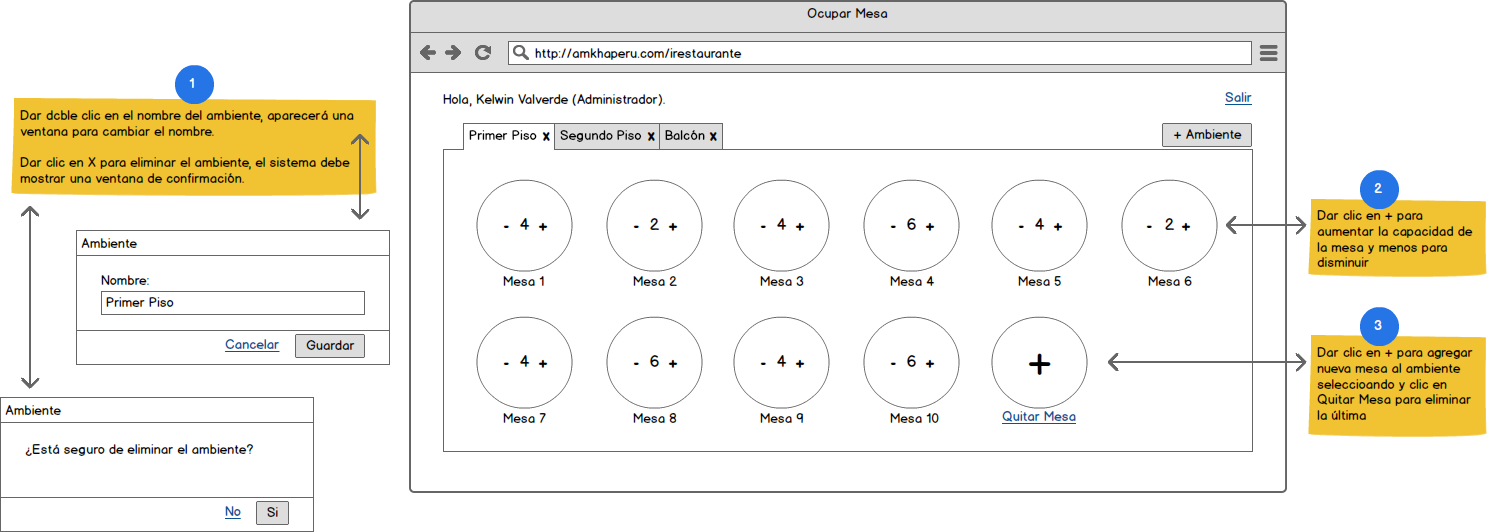 Ocupar Mesa
http://amkhaperu.com/irestaurante
Hola, Kelwin Valverde (Administrador).
Salir
Primer Piso x
Segundo Piso x
Balcón x
+ Ambiente
- 4 +
- 2 +
- 4 +
- 6 +
- 4 +
- 2 +
Mesa 1
Mesa 2
Mesa 3
Mesa 4
Mesa 5
Mesa 6
- 4 +
- 6 +
- 4 +
- 6 +
+
Mesa 7
Mesa 8
Mesa 9
Mesa 10
Quitar Mesa
1
Dar dcble clic en el nombre del ambiente, aparecerá una
ventana para cambiar el nombre.
Dar clic en X para eliminar el ambiente, el sistema debe
mostrar una ventana de confirmación.
Ambiente
Nombre:
Primer Piso
Cancelar
Guardar
Ambiente
¿Está seguro de eliminar el ambiente?
No
Si
2
Dar clic en + para
aumentar la capacidad de
la mesa y menos para
disminuir
3
Dar clic en + para agregar
nueva mesa al ambiente
seleccioando y clic en
Quitar Mesa para eliminar
la última